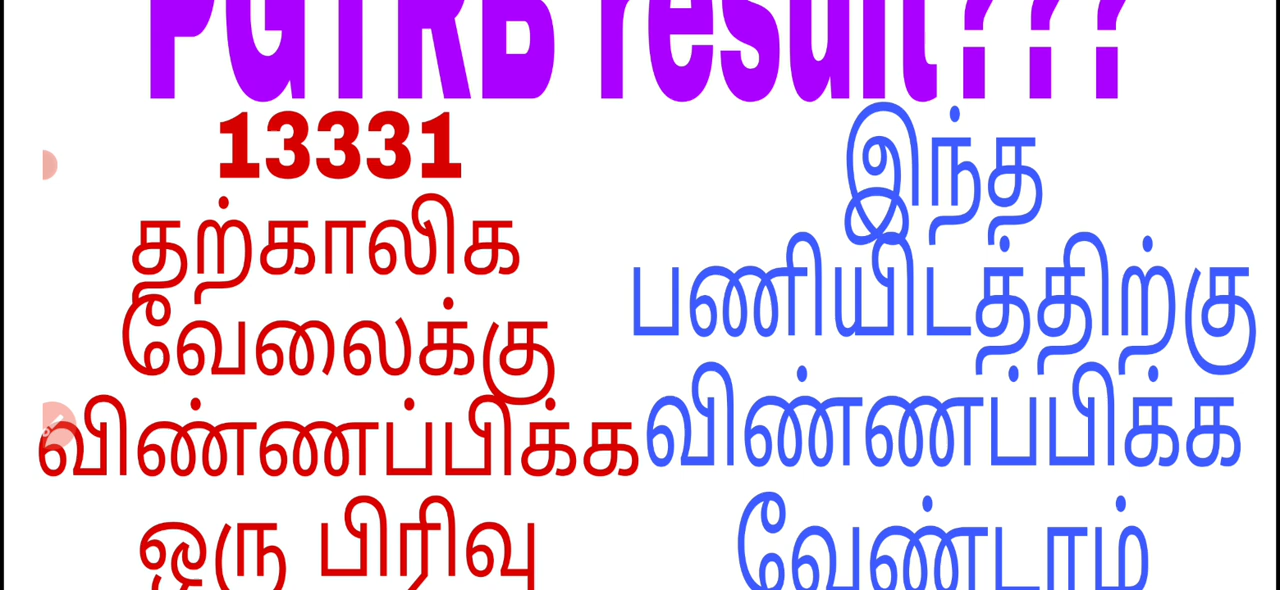 PGTRB result???
13331
தற்காலிக
வேலைக்கு
விண்ணப்பிக்க
ஒரு பிரிவு
இந்த
பணியிடத்திற்கு
விண்ணப்பிக்க
வேண்டாம்